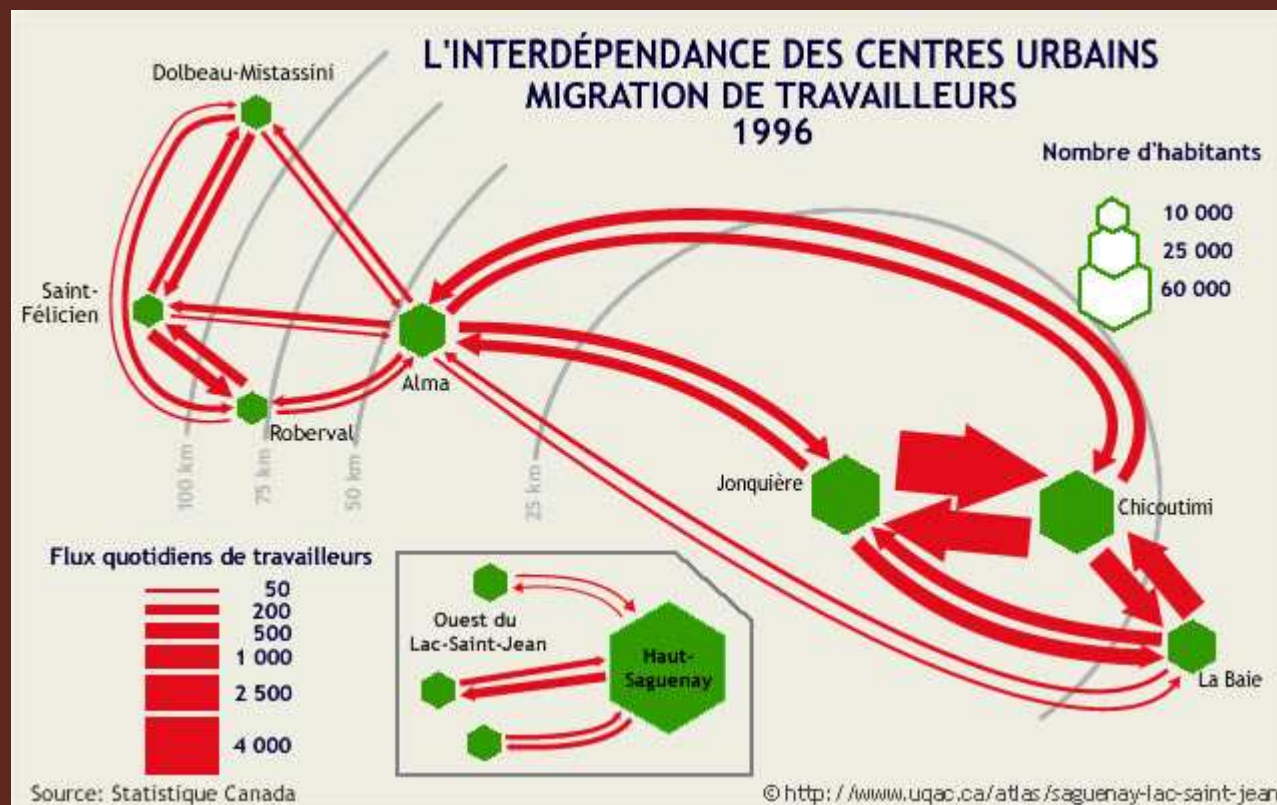 L'INTERDÉPENDANCE DES CENTRES URBAINS
MIGRATION DE TRAVAILLEURS
1996
Dolbeau-Mistassini
Nombre d'habitants
10 000
25 000
60 000
Saint-
Félicien
Alma
Roberval
100 km
75 km
50 km
25 km
Jonquière
Chicoutimi
La Baie
Flux quotidiens de travailleurs
50
200
500
1 000
2 500
4 000
Ouest du
Lac-Saint-Jean
Haut-
Saguenay
Source: Statistique Canada
© http://www.uqac.ca/atlas/saguenay-lac-saint-jean